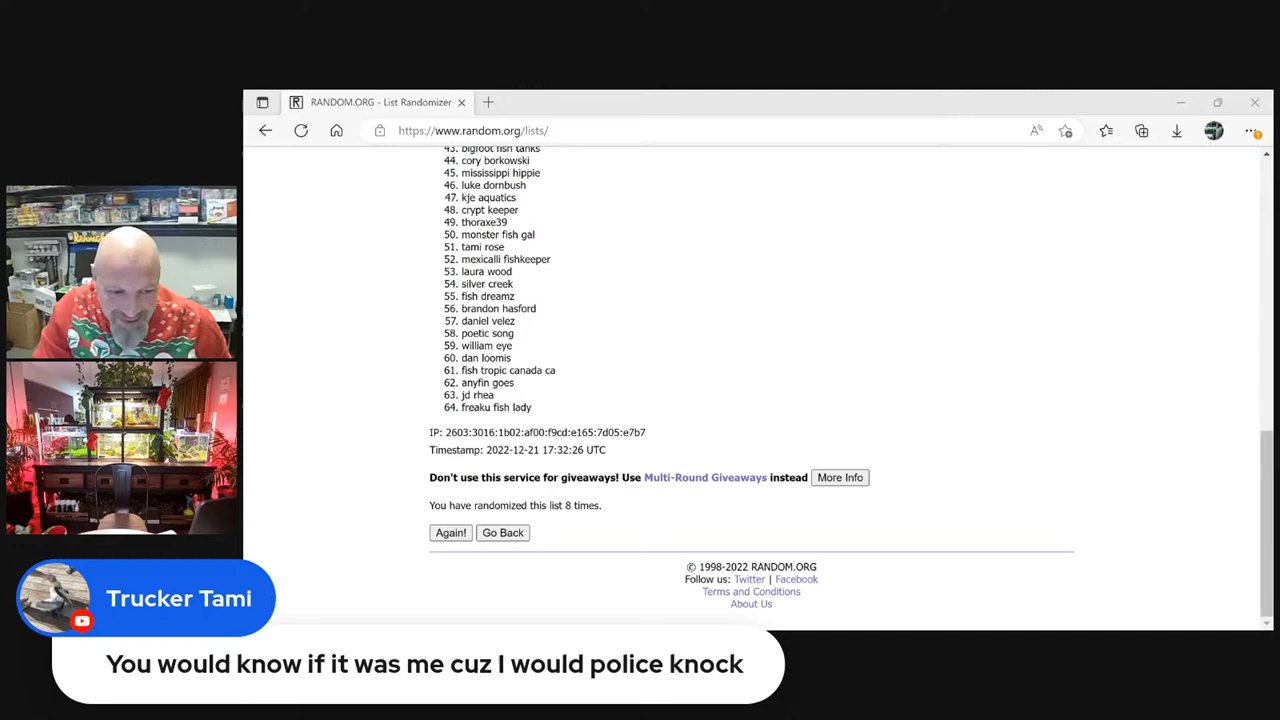 RANDOM.ORG - List Randomizer
https://www.random.org/lists/
43. bigfoot fish tanks
44. cory borkowski
45. mississippi hippie
46. luke dornbush
47. kje aquatics
48. crypt keeper
49. thoraxe39
50. monster fish gal
51. tami rose
52. mexicalli fishkeeper
53. laura wood
54. silver creek
55. fish dreamz
56. brandon hasford
57. daniel velez
58. poetic song
59. william eye
60. dan loomis
61. fish tropic canada ca
62. anyfin goes
63. jd rhea
64. freaku fish lady
IP: 2603:3016:1b02:af00:f9cd:e165:7d05:e7b7
Timestamp: 2022-12-21 17:32:26 UTC
Don't use this service for giveaways! Use Multi-Round Giveaways instead More Info
You have randomized this list 8 times.
Again! Go Back
© 1998-2022 RANDOM.ORG
Follow us: Twitter | Facebook
Terms and Conditions
About Us
Trucker Tami
You would know if it was me cuz I would police knock